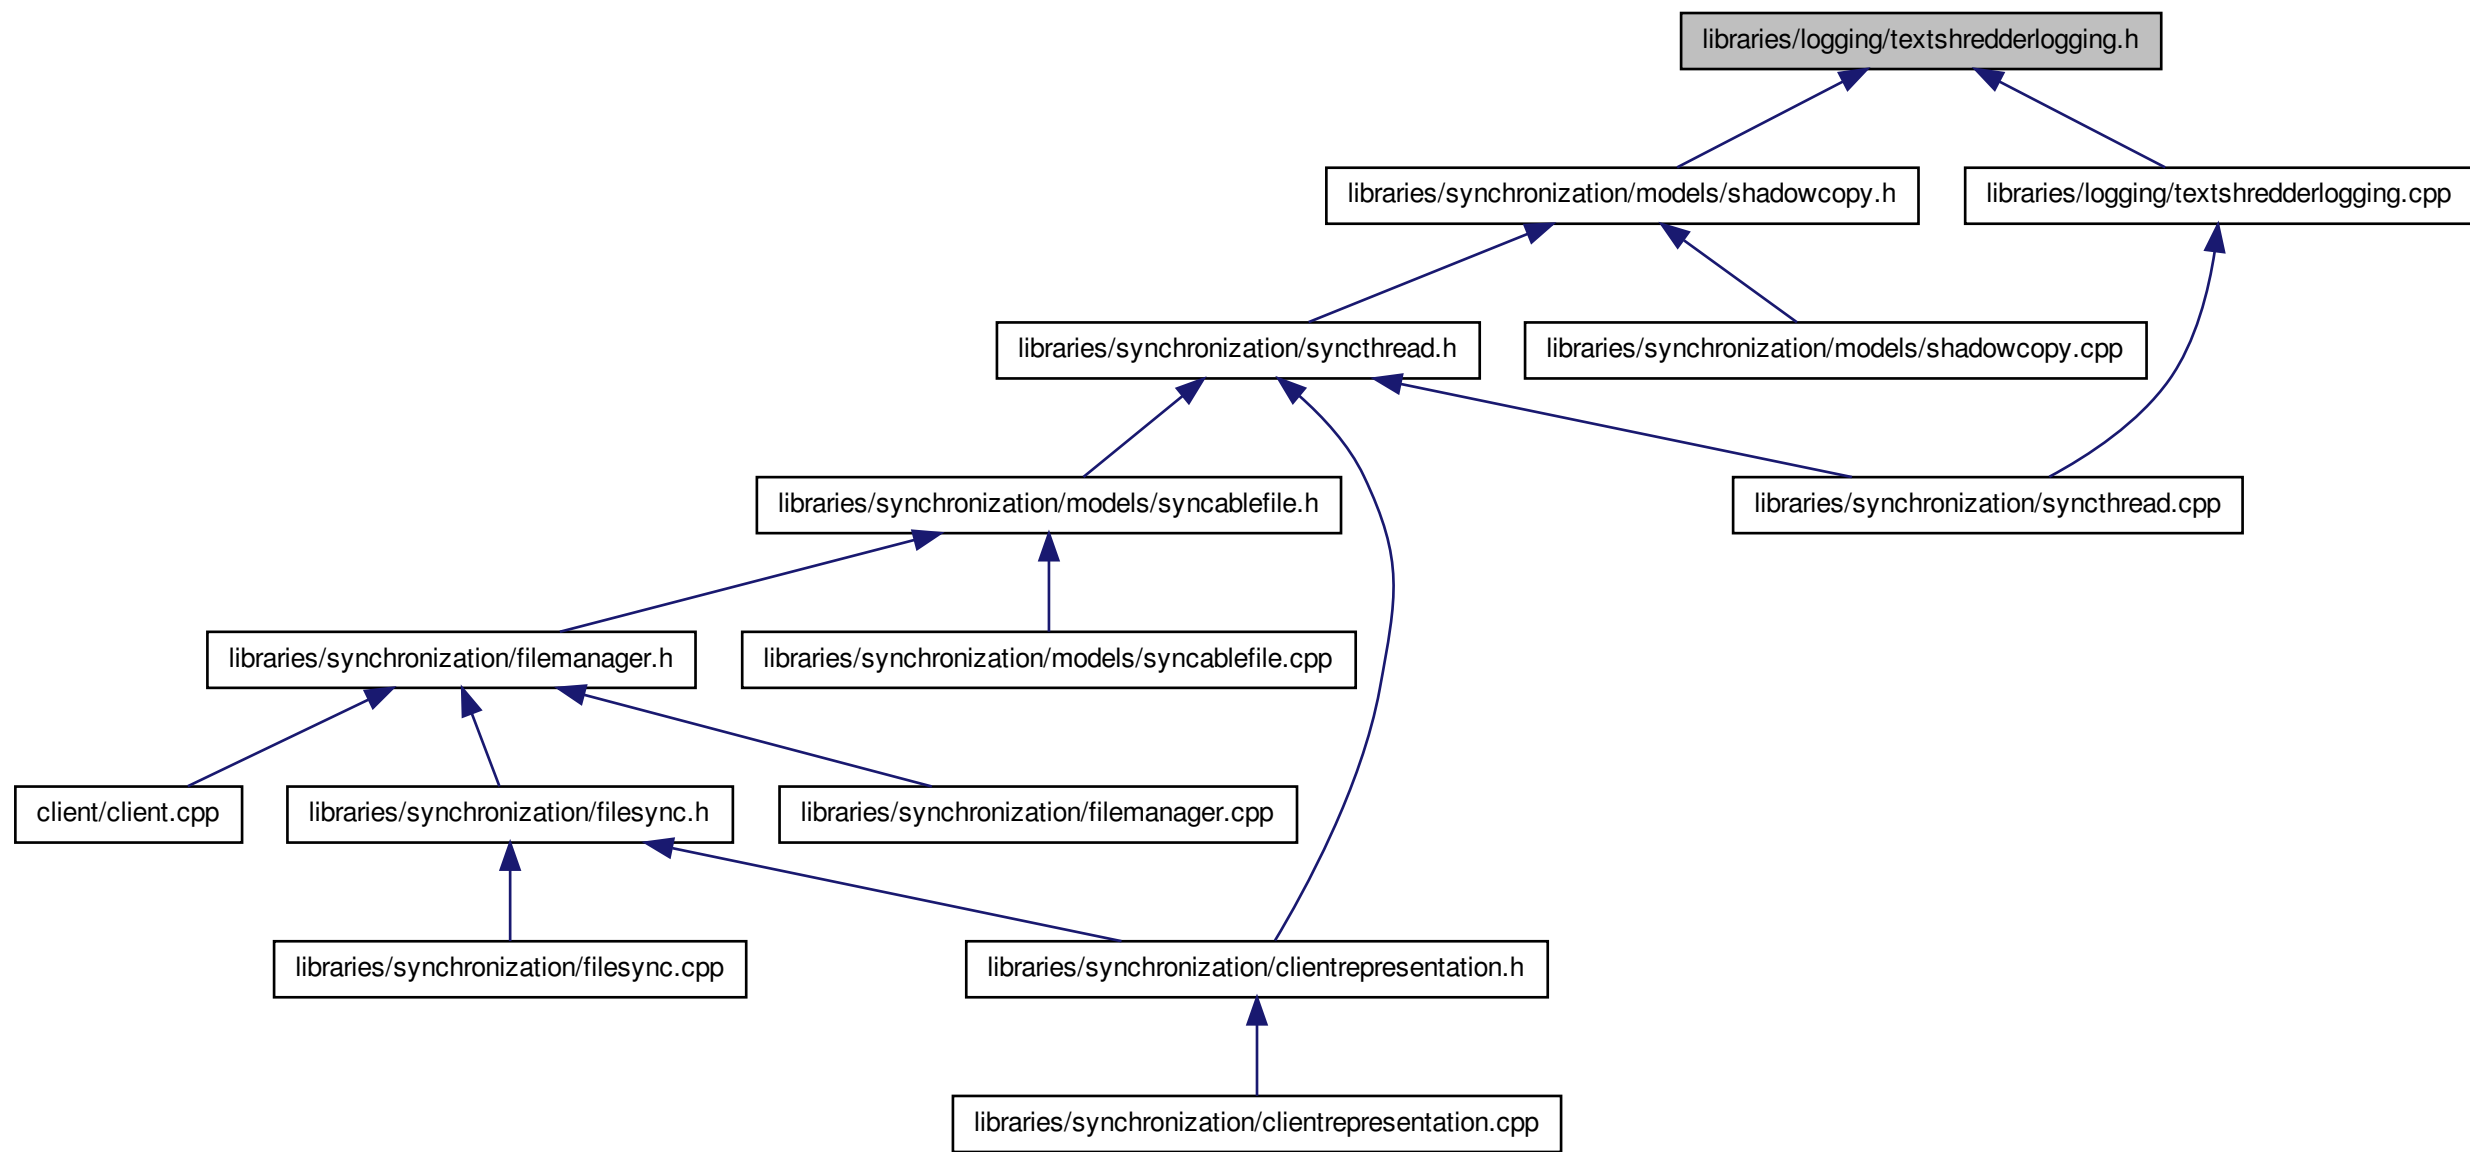 libraries/logging/textshredderlogging.h
libraries/synchronization/models/shadowcopy.h
libraries/logging/textshredderlogging.cpp
libraries/synchronization/syncthread.h
libraries/synchronization/models/shadowcopy.cpp
libraries/synchronization/models/syncablefile.h
libraries/synchronization/syncthread.cpp
libraries/synchronization/filemanager.h
libraries/synchronization/models/syncablefile.cpp
client/client.cpp
libraries/synchronization/filesync.h
libraries/synchronization/filemanager.cpp
libraries/synchronization/filesync.cpp
libraries/synchronization/clientrepresentation.h
libraries/synchronization/clientrepresentation.cpp